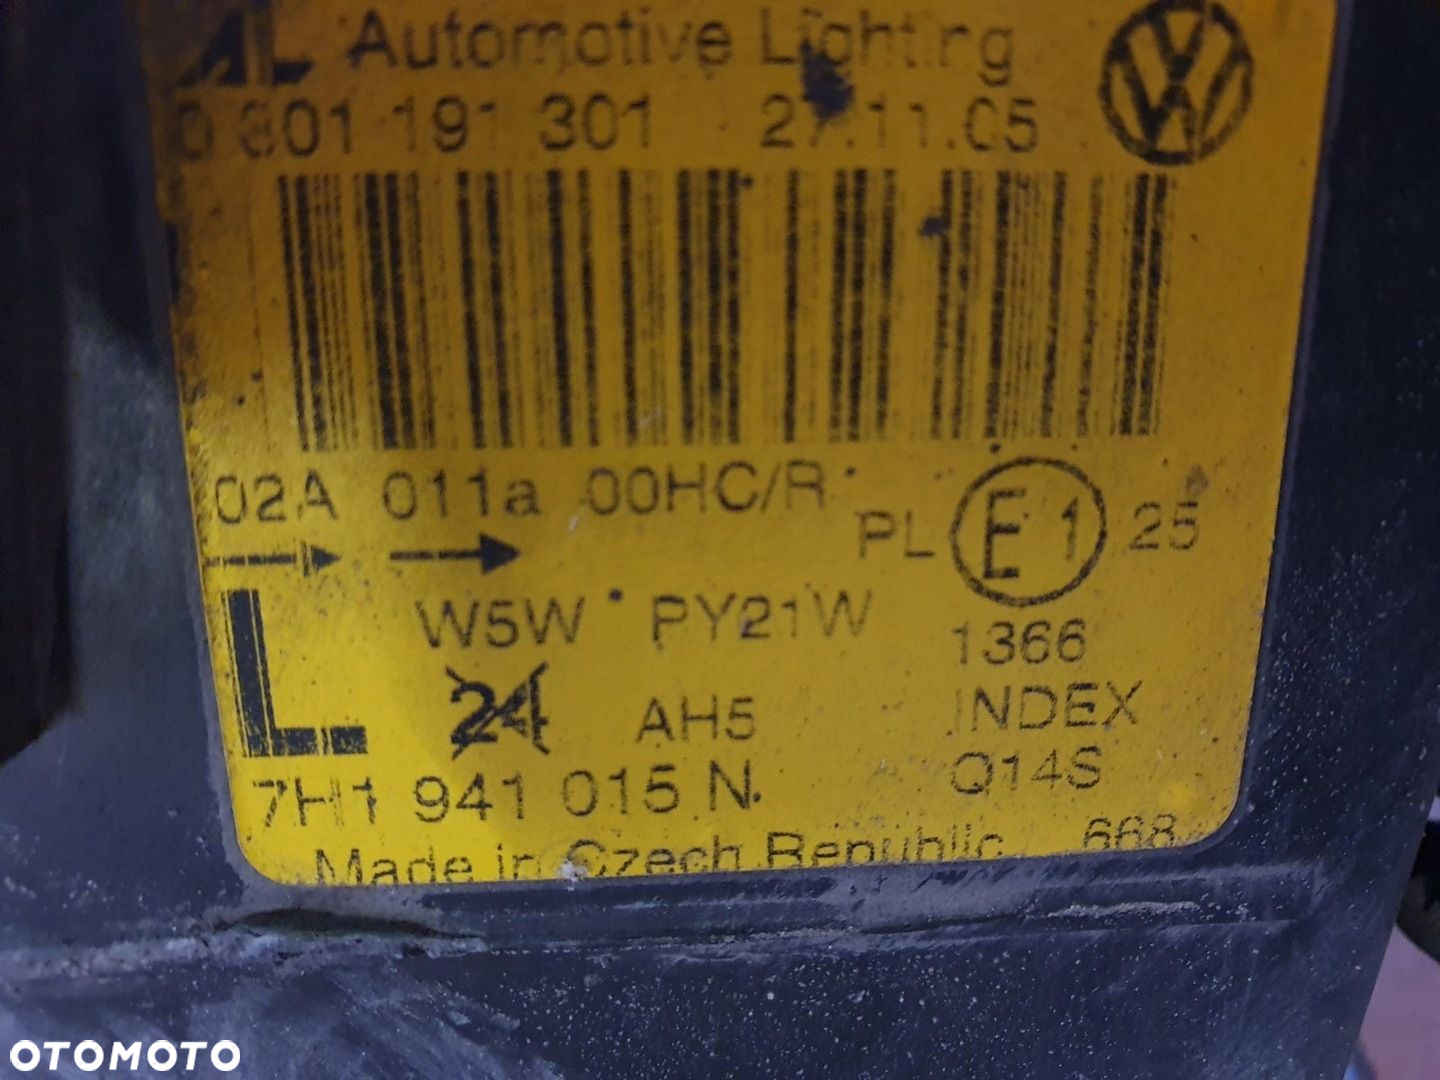 AL Automotive Lighting
0 301 191 301 27.11.05
02A 011a 00HC/R
PL E1 25
L W5W PY21W 1366
24 AH5 INDEX
7H1 941 015 N Q14S
Made in Czech Republic 668
OTOMOTO